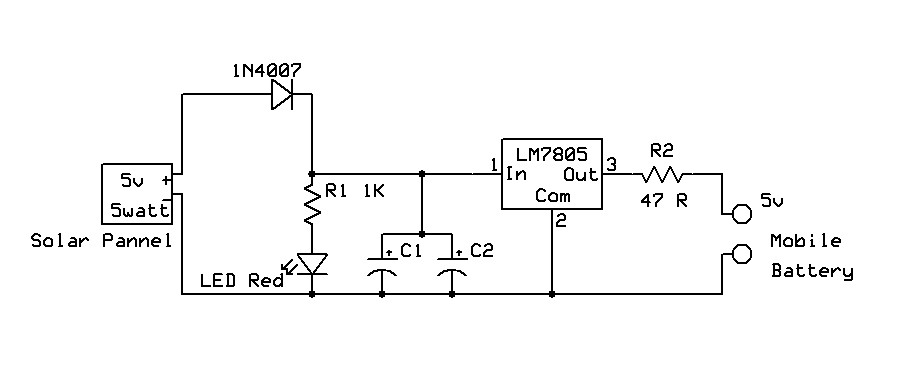 1N4007
5v +
5watt -
Solar Pannel
R1 1K
LED Red
+ C1
+ C2
1
LM7805
In Out
Com
3
2
R2
47 R
5v
Mobile
Battery